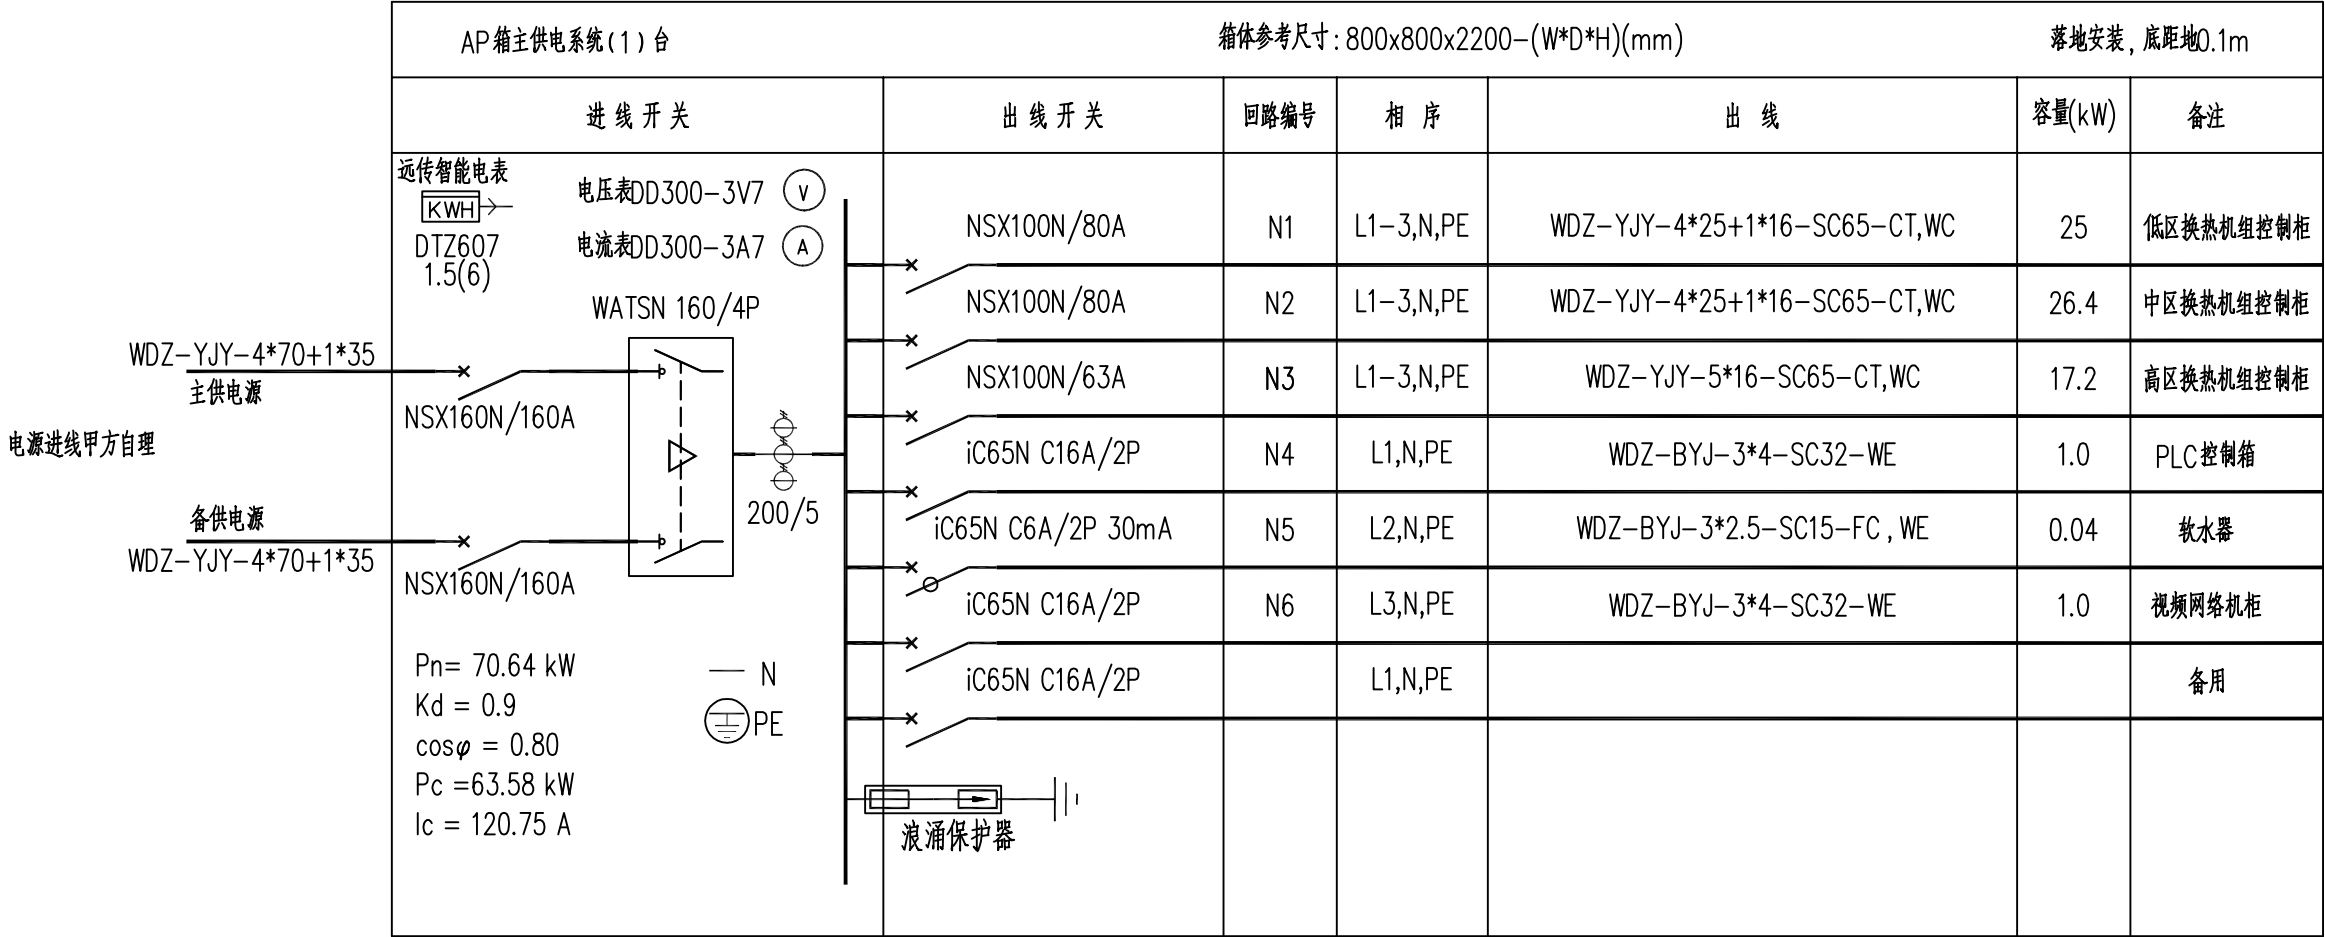 AP箱主供电系统(1)台 箱体参考尺寸:800x800x2200-(W*D*H)(mm) 落地安装,底距地0.1m
进线开关 出线开关 回路编号 相序 出线 容量(kW) 备注
远传智能电表
KWH
DTZ607
1.5(6)
电压表DD300-3V7 V
电流表DD300-3A7 A
WATSN 160/4P
WDZ-YJY-4*70+1*35
主供电源
NSX160N/160A
电源进线甲方自理
备供电源
WDZ-YJY-4*70+1*35
NSX160N/160A
200/5
Pn= 70.64 kW
Kd = 0.9
cosφ = 0.80
Pc =63.58 kW
Ic = 120.75 A
N
PE
NSX100N/80A N1 L1-3,N,PE WDZ-YJY-4*25+1*16-SC65-CT,WC 25 低区换热机组控制柜
NSX100N/80A N2 L1-3,N,PE WDZ-YJY-4*25+1*16-SC65-CT,WC 26.4 中区换热机组控制柜
NSX100N/63A N3 L1-3,N,PE WDZ-YJY-5*16-SC65-CT,WC 17.2 高区换热机组控制柜
iC65N C16A/2P N4 L1,N,PE WDZ-BYJ-3*4-SC32-WE 1.0 PLC控制箱
iC65N C6A/2P 30mA N5 L2,N,PE WDZ-BYJ-3*2.5-SC15-FC,WE 0.04 软水器
iC65N C16A/2P N6 L3,N,PE WDZ-BYJ-3*4-SC32-WE 1.0 视频网络机柜
iC65N C16A/2P L1,N,PE 备用
浪涌保护器